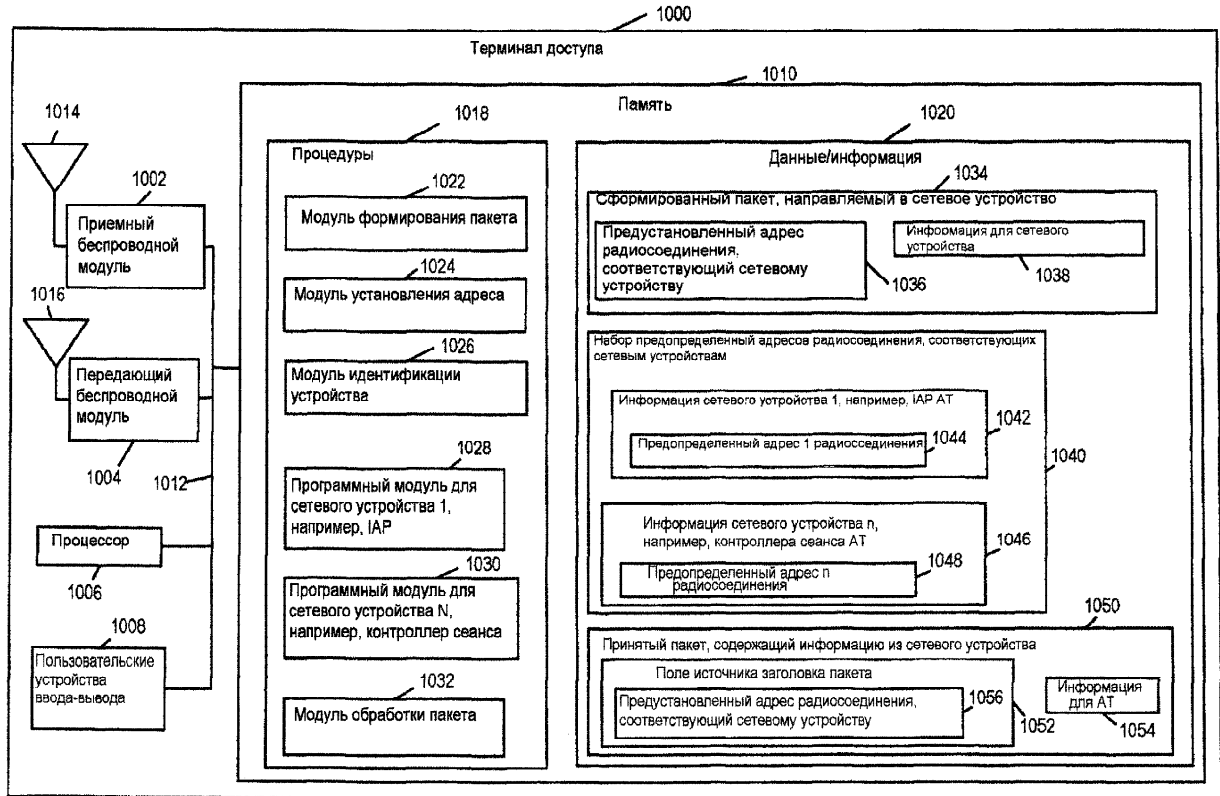 1000
Терминал доступа
1010
Память
1014
1002
Приемный
беспроводной
модуль
1016
Передающий
беспроводной
модуль
1004
1012
Процессор
1006
1008
Пользовательские
устройства
ввода-вывода
1018
Процедуры
1022
Модуль формирования пакета
1024
Модуль установления адреса
1026
Модуль идентификации
устройства
1028
Программный модуль для
сетевого устройства 1,
например, IAP
1030
Программный модуль для
сетевого устройства N,
например, контроллер сеанса
1032
Модуль обработки пакета
1020
Данные/информация
1034
Сформированный пакет, направляемый в сетевое устройство
Предустановленный адрес
радиосоединения,
соответствующий сетевому
устройству
1036
Информация для сетевого
устройства
1038
Набор предопределенный адресов радиосоединения, соответствующих
сетевым устройствам
Информация сетевого устройства 1, например, IAP AT
1042
Предопределенный адрес 1 радиосоединения
1044
1040
Информация сетевого устройства n,
например, контроллера сеанса AT
1046
Предопределенный адрес n
радиосоединения
1048
1050
Принятый пакет, содержащий информацию из сетевого устройства
Поле источника заголовка пакета
Предустановленный адрес радиосоединения,
соответствующий сетевому устройству
1056
1052
Информация
для AT
1054